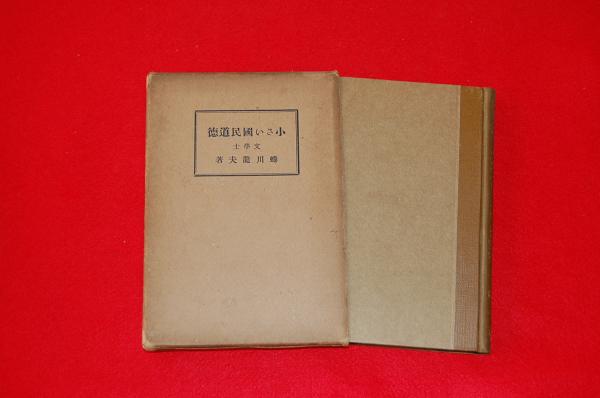 小さい國民道德
文學士
蜷川龍夫著